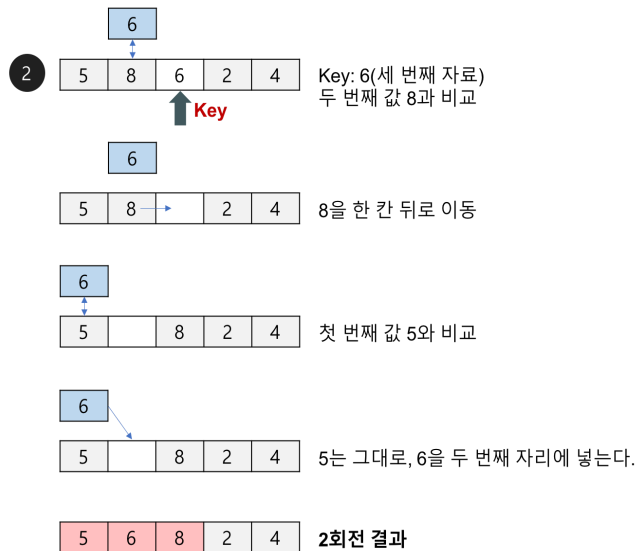 6
2
5 8 6 2 4
Key: 6(세 번째 자료)
두 번째 값 8과 비교
Key
6
5 8 2 4
8을 한 칸 뒤로 이동
6
5 8 2 4
첫 번째 값 5와 비교
6
5 8 2 4
5는 그대로, 6을 두 번째 자리에 넣는다.
5 6 8 2 4
2회전 결과